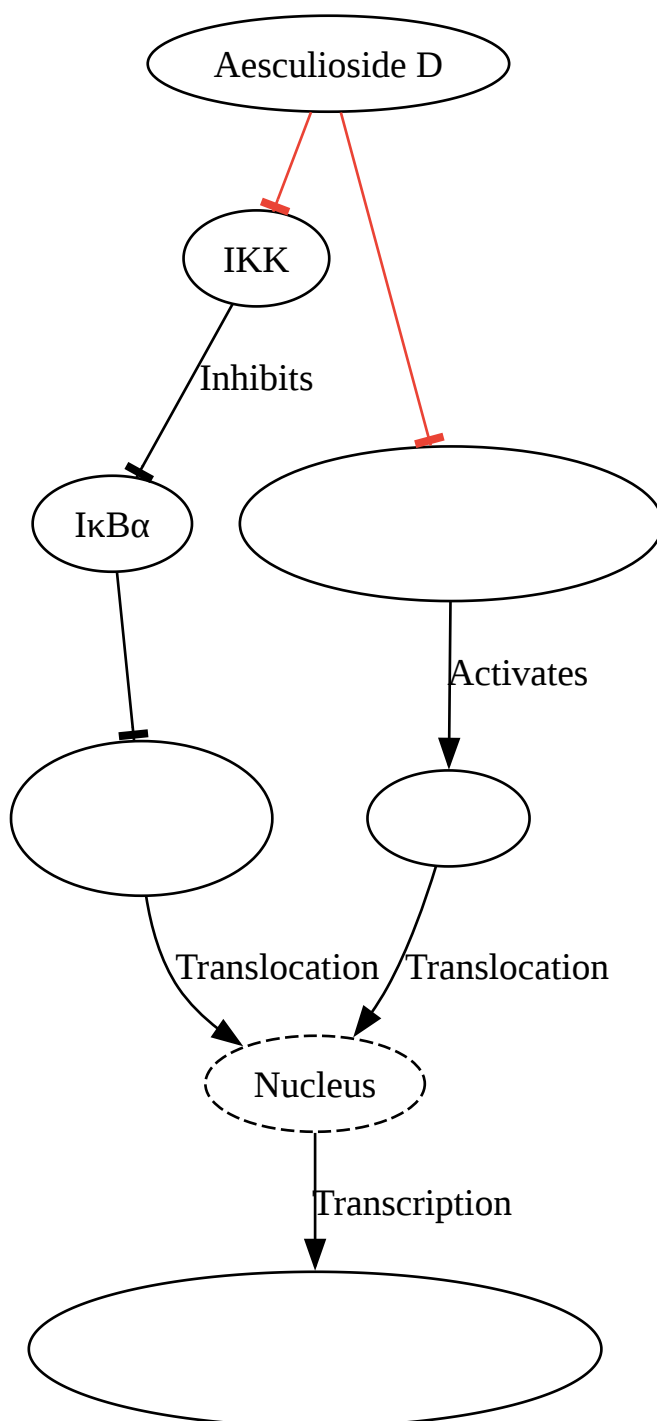 Aesculioside D
IKK
Inhibits
IκBα
Activates
Translocation
Translocation
Nucleus
Transcription